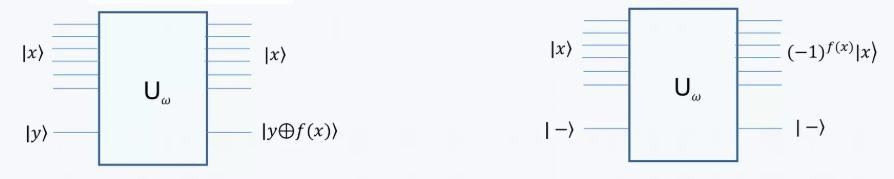 |x⟩ |x⟩ |x⟩ (−1)^{f(x)}|x⟩
U_ω U_ω
|y⟩ |y⊕f(x)⟩ |−⟩ |−⟩